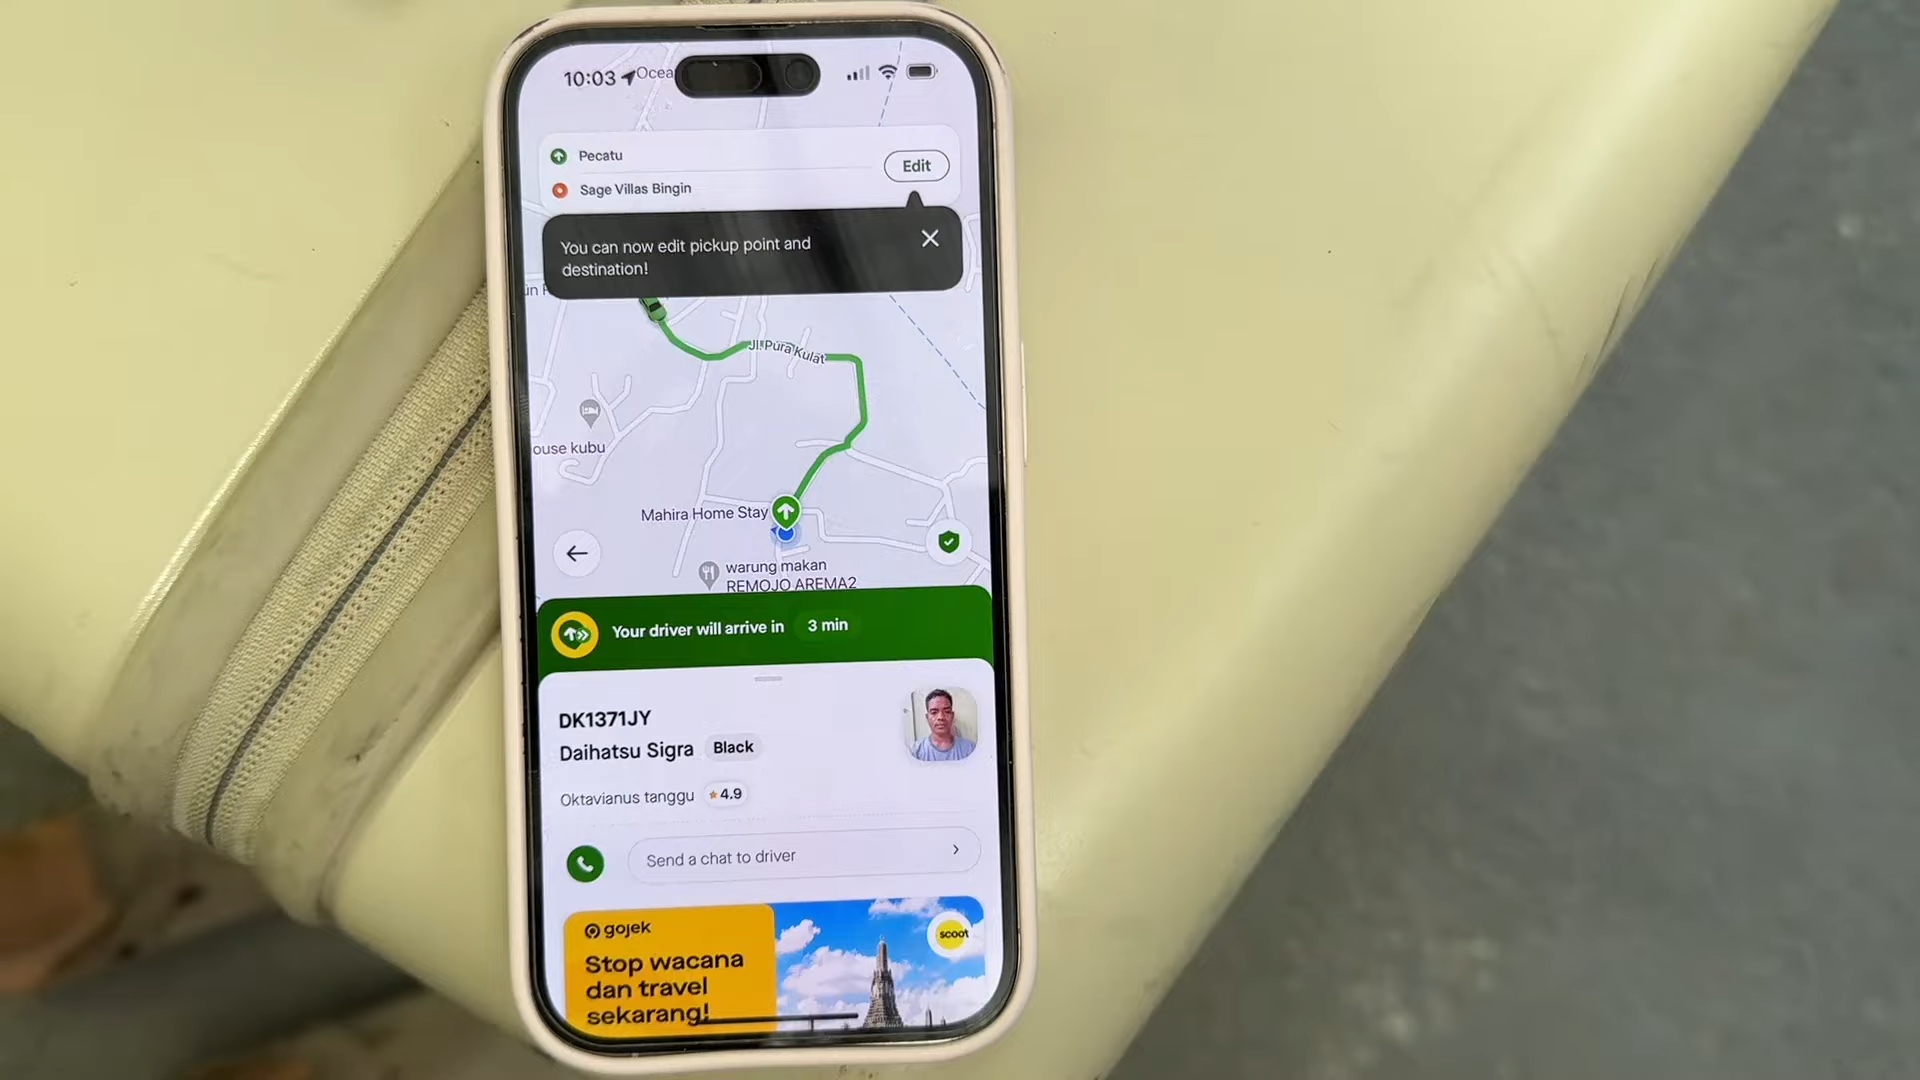 10:03
Ocea
Pecatu
Edit
Sage Villas Bingin
You can now edit pickup point and
destination!
Jl. Pura Kulat
ouse kubu
Mahira Home Stay
warung makan
REMOJO AREMA2
Your driver will arrive in 3 min
DK1371JY
Daihatsu Sigra Black
Oktavianus tanggu 4.9
Send a chat to driver
gojek
scoot
Stop wacana
dan travel
sekarang!